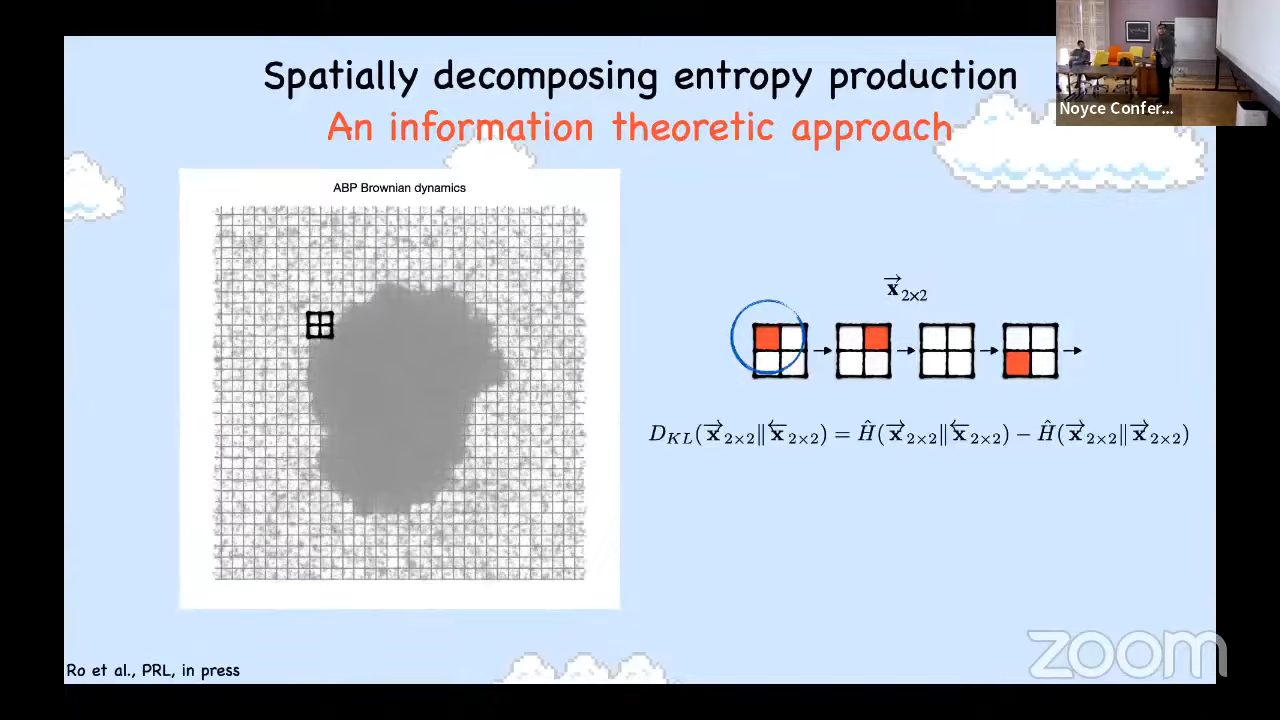 Spatially decomposing entropy production
An information theoretic approach
Noyce Confer...
ABP Brownian dynamics
x⃗ 2×2
D_KL(x⃗ 2×2 ‖ x⃖ 2×2) = Ĥ(x⃗ 2×2 ‖ x⃖ 2×2) − Ĥ(x⃗ 2×2 ‖ x⃗ 2×2)
Ro et al., PRL, in press
zoom